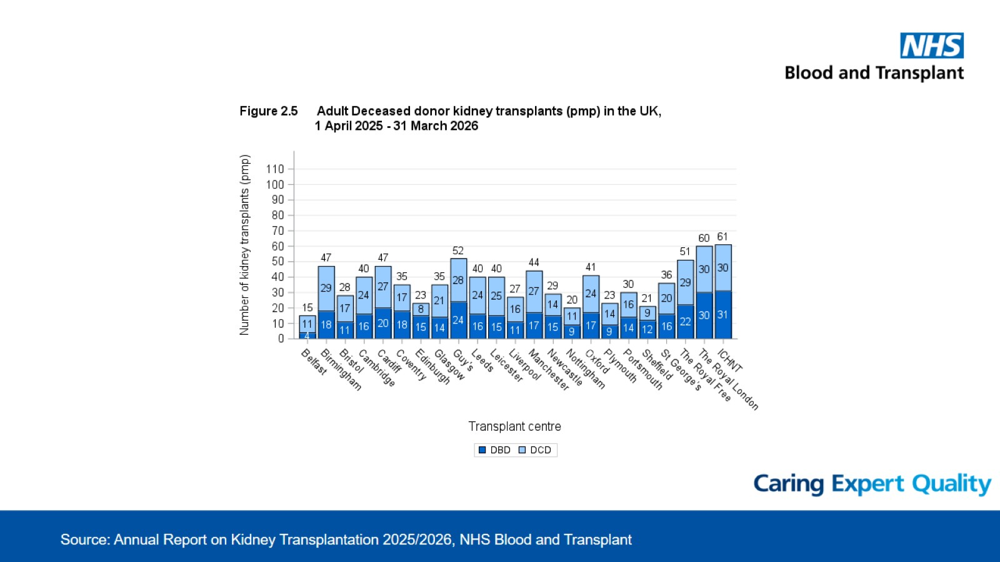 NHS
Blood and Transplant
Figure 2.5 Adult Deceased donor kidney transplants (pmp) in the UK,
1 April 2025 - 31 March 2026
Number of kidney transplants (pmp)
110
100
90
80
70
60
50
40
30
20
10
0
15 47 28 40 47 35 23 35 52 40 40 27 44 29 20 41 23 30 21 36 51 60 61
11 29 17 24 27 17 8 21 28 24 25 16 27 14 11 24 14 16 9 20 29 30 30
4 18 11 16 20 18 15 14 24 16 15 11 17 15 9 17 9 14 12 16 22 30 31
Belfast
Birmingham
Bristol
Cambridge
Cardiff
Coventry
Edinburgh
Glasgow
Guy's
Leeds
Leicester
Liverpool
Manchester
Newcastle
Nottingham
Oxford
Plymouth
Portsmouth
Sheffield
St George's
The Royal Free
The Royal London
ICHNT
Transplant centre
DBD DCD
Caring Expert Quality
Source: Annual Report on Kidney Transplantation 2025/2026, NHS Blood and Transplant